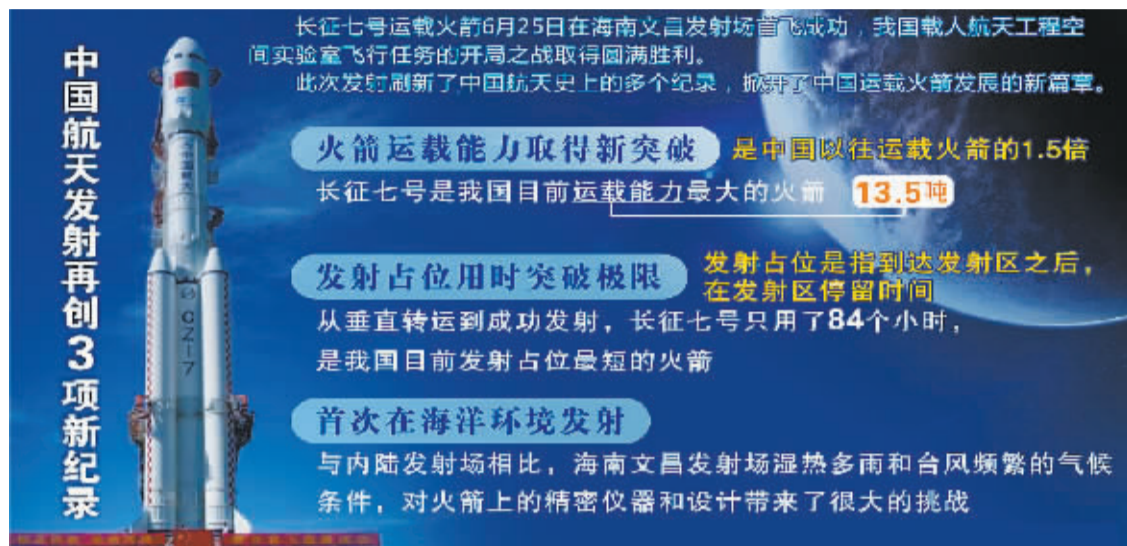 中国航天发射再创3项新纪录
长征七号运载火箭6月25日在海南文昌发射场首飞成功，我国载人航天工程空
间实验室飞行任务的开局之战取得圆满胜利。
此次发射刷新了中国航天史上的多个纪录，掀开了中国运载火箭发展的新篇章。
火箭运载能力取得新突破 是中国以往运载火箭的1.5倍
长征七号是我国目前运载能力最大的火箭 13.5吨
发射占位用时突破极限
发射占位是指到达发射区之后，
在发射区停留时间
从垂直转运到成功发射，长征七号只用了84个小时，
是我国目前发射占位最短的火箭
首次在海洋环境发射
与内陆发射场相比，海南文昌发射场湿热多雨和台风频繁的气候
条件，对火箭上的精密仪器和设计带来了很大的挑战
CZ-7